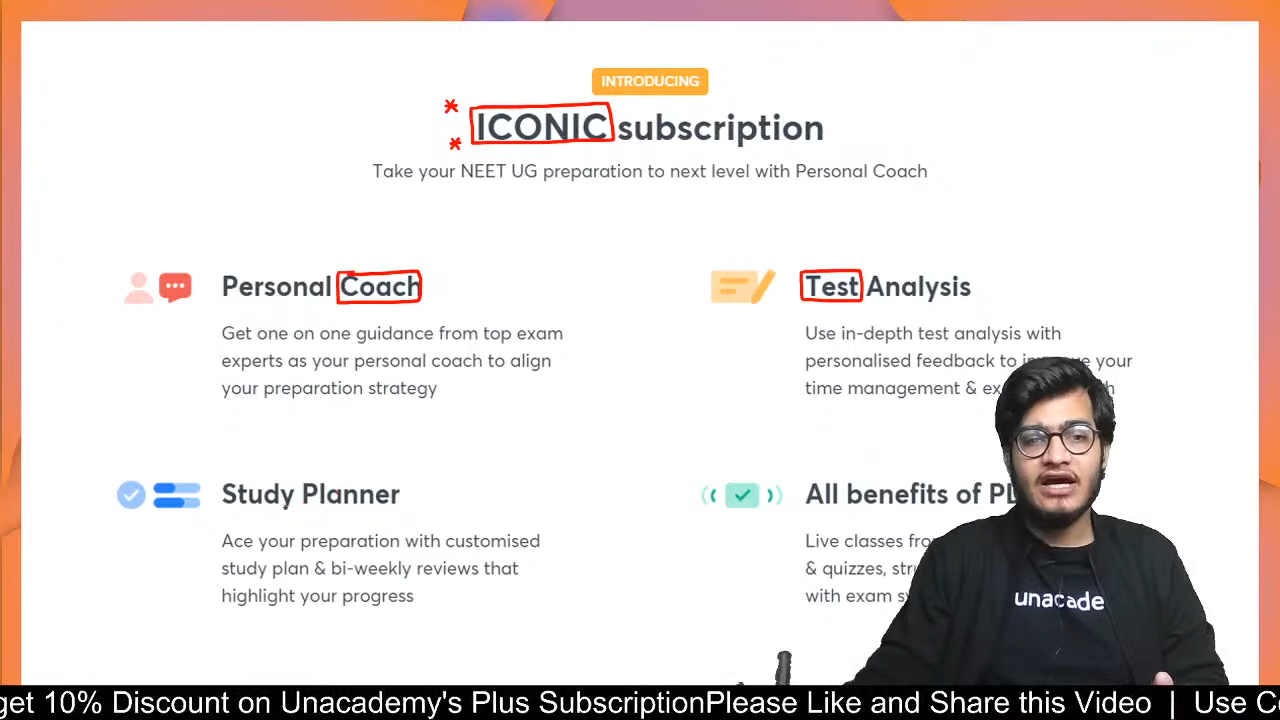 INTRODUCING
ICONIC subscription
Take your NEET UG preparation to next level with Personal Coach
Personal Coach
Get one on one guidance from top exam
experts as your personal coach to align
your preparation strategy
Test Analysis
Use in-depth test analysis with
personalised feedback to your
time management &
Study Planner
Ace your preparation with customised
study plan & bi-weekly reviews that
highlight your progress
All benefits of
Live classes
& quizzes,
with exam
unacade
get 10% Discount on Unacademy's Plus SubscriptionPlease Like and Share this Video | Use